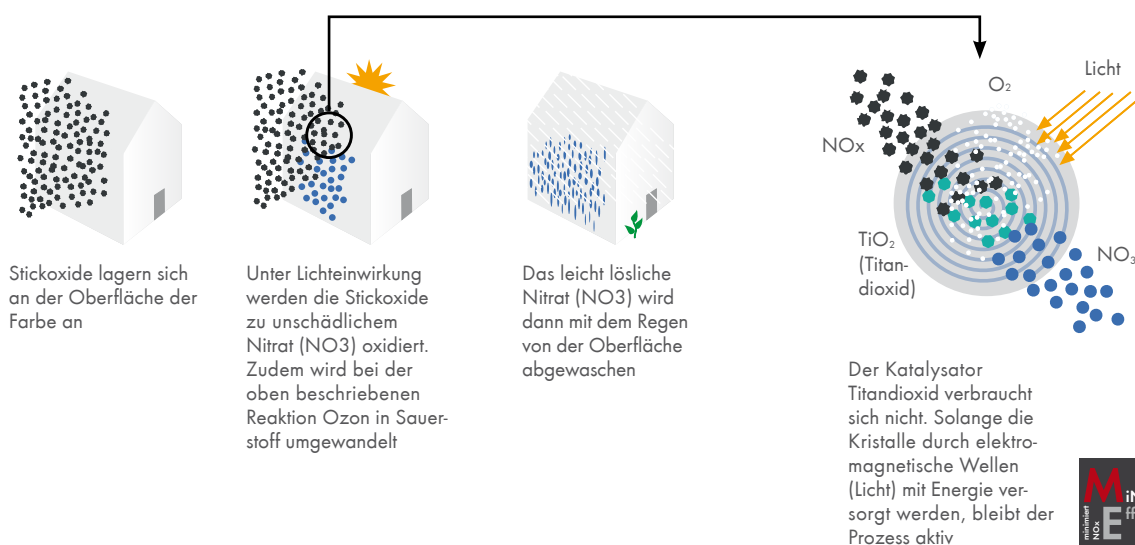 Stickoxide lagern sich
an der Oberfläche der
Farbe an
Unter Lichteinwirkung
werden die Stickoxide
zu unschädlichem
Nitrat (NO3) oxidiert.
Zudem wird bei der
oben beschriebenen
Reaktion Ozon in Sauer-
stoff umgewandelt
Das leicht lösliche
Nitrat (NO3) wird
dann mit dem Regen
von der Oberfläche
abgewaschen
O₂
Licht
NOx
TiO₂
(Titan-
dioxid)
NO₃
Der Katalysator
Titandioxid verbraucht
sich nicht. Solange die
Kristalle durch elektro-
magnetische Wellen
(Licht) mit Energie ver-
sorgt werden, bleibt der
Prozess aktiv
minimiert
NOx
M
E